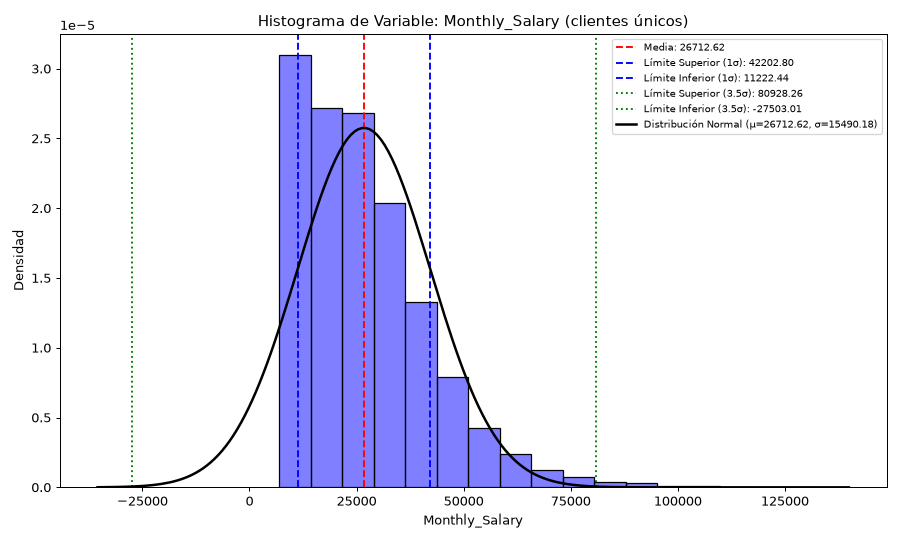 Histograma de Variable: Monthly_Salary (clientes únicos)
1e−5
Media: 26712.62
Límite Superior (1σ): 42202.80
Límite Inferior (1σ): 11222.44
Límite Superior (3.5σ): 80928.26
Límite Inferior (3.5σ): -27503.01
Distribución Normal (μ=26712.62, σ=15490.18)
3.0
2.5
2.0
1.5
1.0
0.5
0.0
Densidad
−25000 0 25000 50000 75000 100000 125000
Monthly_Salary